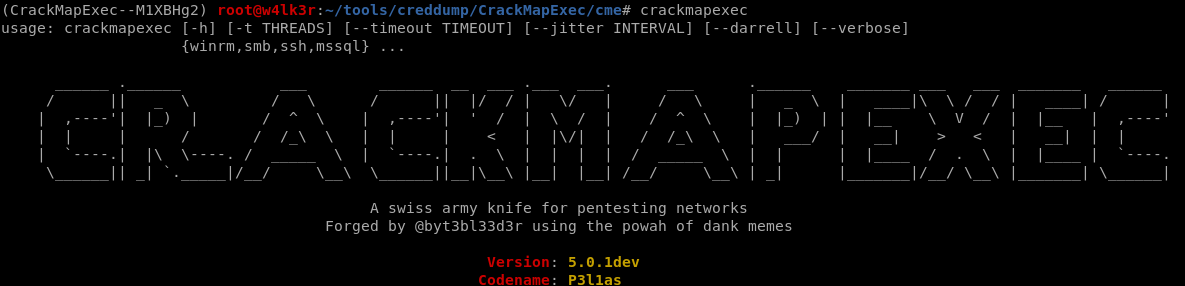 (CrackMapExec--M1XBHg2) root@w4lk3r:~/tools/creddump/CrackMapExec/cme# crackmapexec
usage: crackmapexec [-h] [-t THREADS] [--timeout TIMEOUT] [--jitter INTERVAL] [--darrell] [--verbose]
{winrm,smb,ssh,mssql} ...
CRACKMAPEXEC
A swiss army knife for pentesting networks
Forged by @byt3bl33d3r using the powah of dank memes
Version: 5.0.1dev
Codename: P3l1as